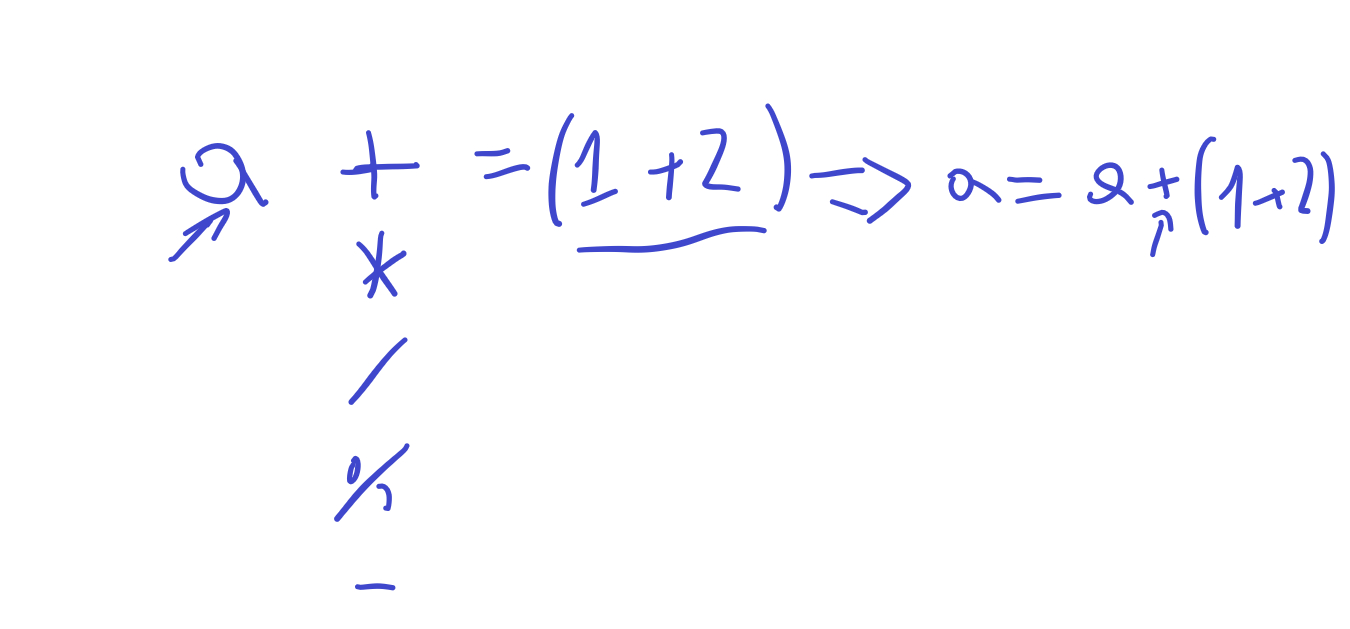 a + = (1 + 2) => a = a + (1 + 2)
*
/
%
-